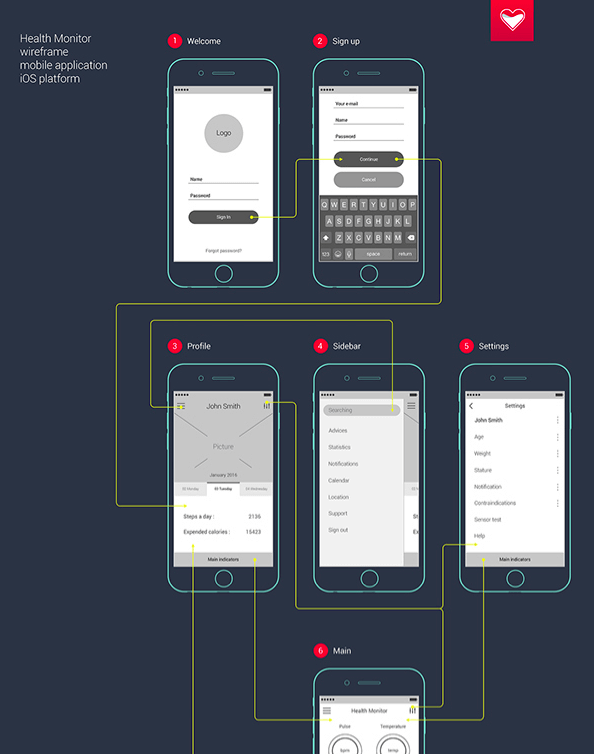 Health Monitor
wireframe
mobile application
iOS platform
1 Welcome
Logo
Name
Password
Sign In
Forgot password?
2 Sign up
Your e-mail
Name
Password
Continue
Cancel
Q W E R T Y U I O P
A S D F G H J K L
Z X C V B N M
123 space return
3 Profile
John Smith
Picture
January 2016
02 Monday 03 Tuesday 04 Wednesday
Steps a day : 2136
Expended calories : 15423
Main indicators
4 Sidebar
Searching
Advices
Statistics
Notifications
Calendar
Location
Support
Sign out
St
Ex
5 Settings
Settings
John Smith
Age
Weight
Stature
Notification
Contraindications
Sensor test
Help
Main indicators
6 Main
Health Monitor
Pulse Temperature
bpm temp